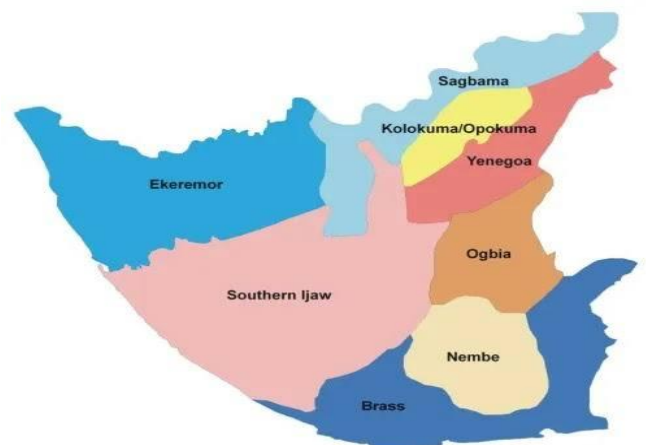 Sagbama
Kolokuma/Opokuma
Yenegoa
Ekeremor
Ogbia
Southern Ijaw
Nembe
Brass